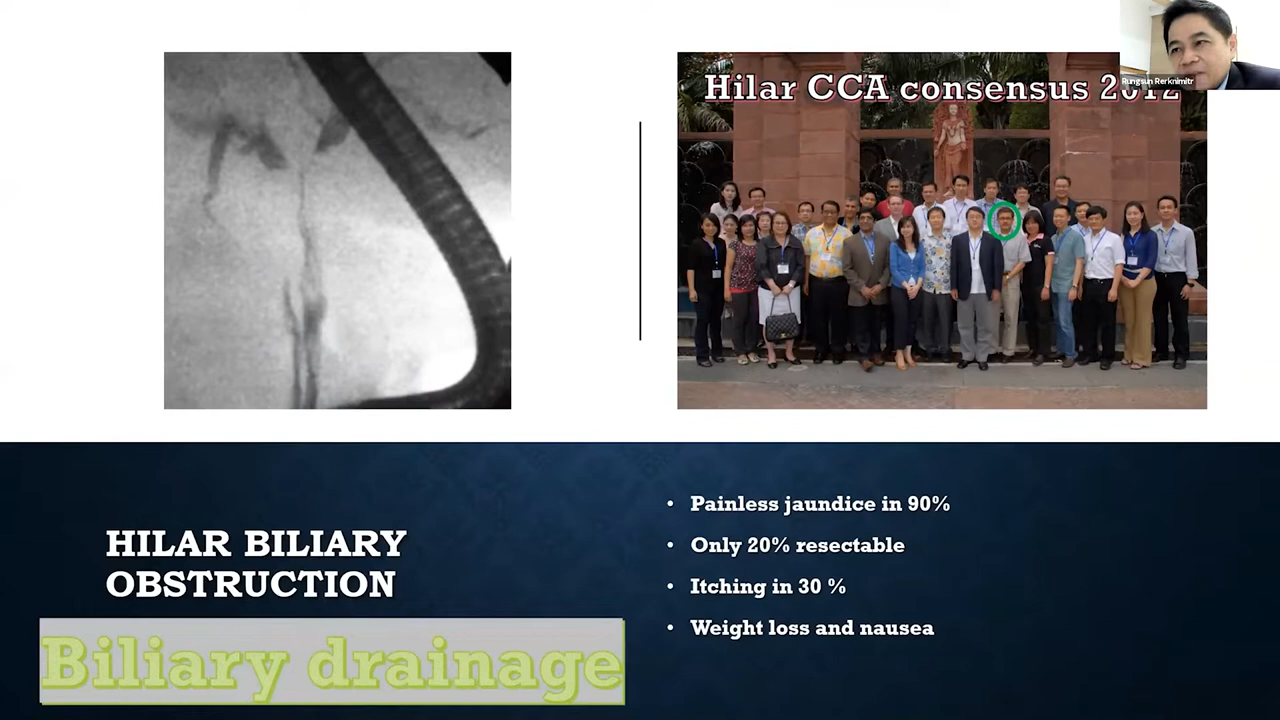 Rungsun Rerknimitr
Hilar CCA consensus 2012
HILAR BILIARY
OBSTRUCTION
Biliary drainage
• Painless jaundice in 90%
• Only 20% resectable
• Itching in 30 %
• Weight loss and nausea